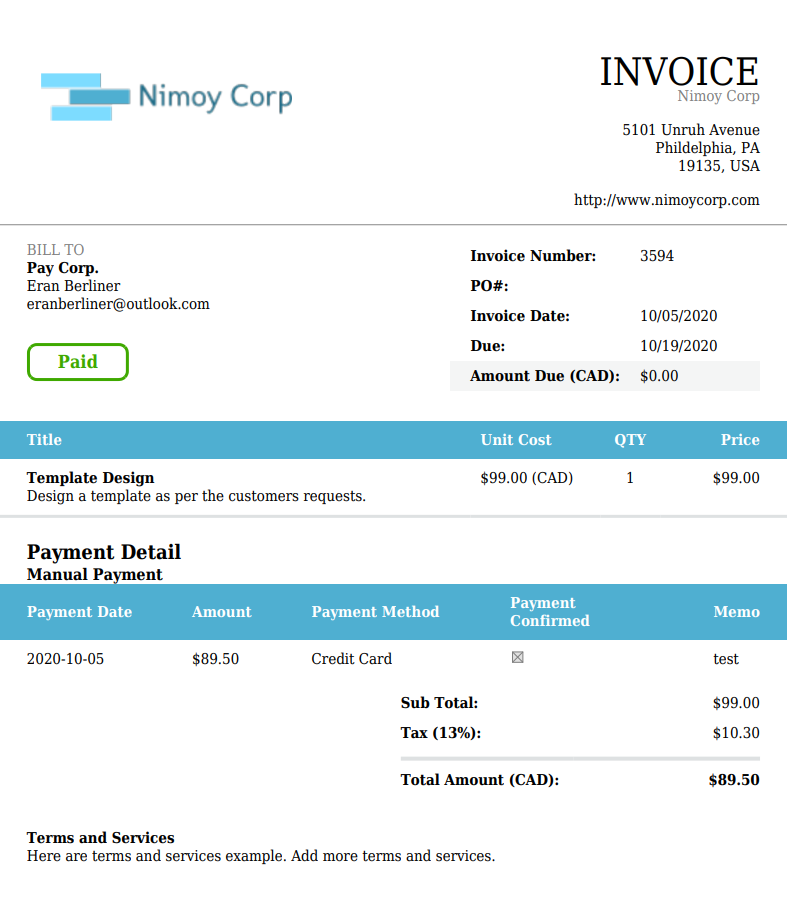 Nimoy Corp
INVOICE
Nimoy Corp
5101 Unruh Avenue
Phildelphia, PA
19135, USA
http://www.nimoycorp.com
BILL TO
Pay Corp.
Eran Berliner
eranberliner@outlook.com
Paid
Invoice Number: 3594
PO#:
Invoice Date: 10/05/2020
Due: 10/19/2020
Amount Due (CAD): $0.00
Title Unit Cost QTY Price
Template Design $99.00 (CAD) 1 $99.00
Design a template as per the customers requests.
Payment Detail
Manual Payment
Payment Date Amount Payment Method Payment Confirmed Memo
2020-10-05 $89.50 Credit Card ☒ test
Sub Total: $99.00
Tax (13%): $10.30
Total Amount (CAD): $89.50
Terms and Services
Here are terms and services example. Add more terms and services.